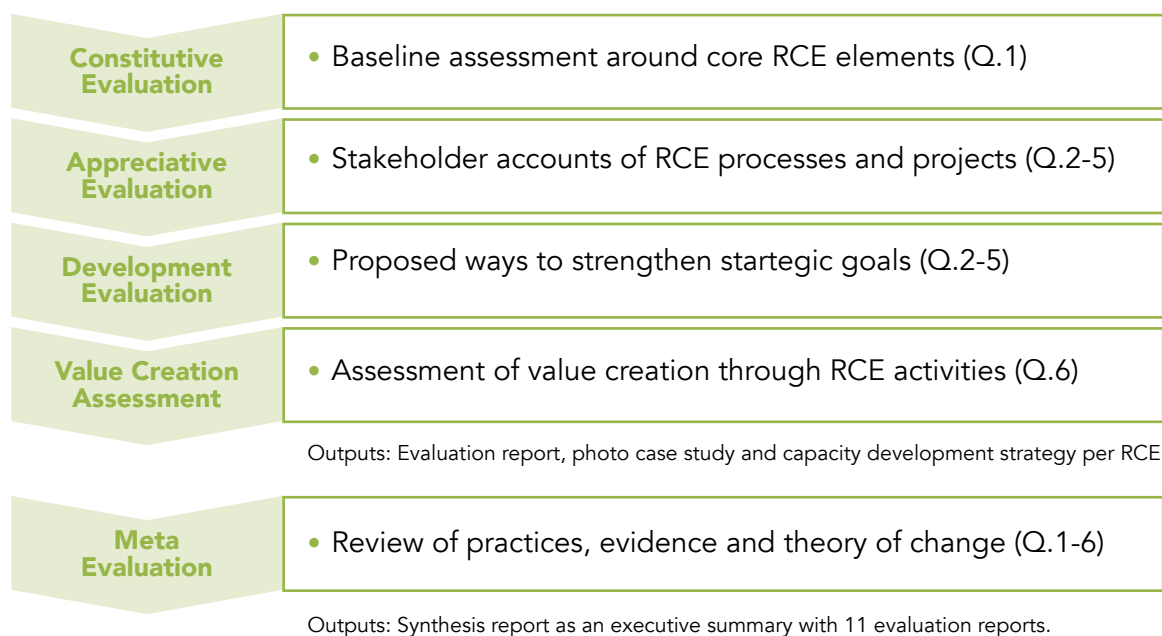 Constitutive
Evaluation
• Baseline assessment around core RCE elements (Q.1)
Appreciative
Evaluation
• Stakeholder accounts of RCE processes and projects (Q.2-5)
Development
Evaluation
• Proposed ways to strengthen startegic goals (Q.2-5)
Value Creation
Assessment
• Assessment of value creation through RCE activities (Q.6)
Outputs: Evaluation report, photo case study and capacity development strategy per RCE
Meta
Evaluation
• Review of practices, evidence and theory of change (Q.1-6)
Outputs: Synthesis report as an executive summary with 11 evaluation reports.